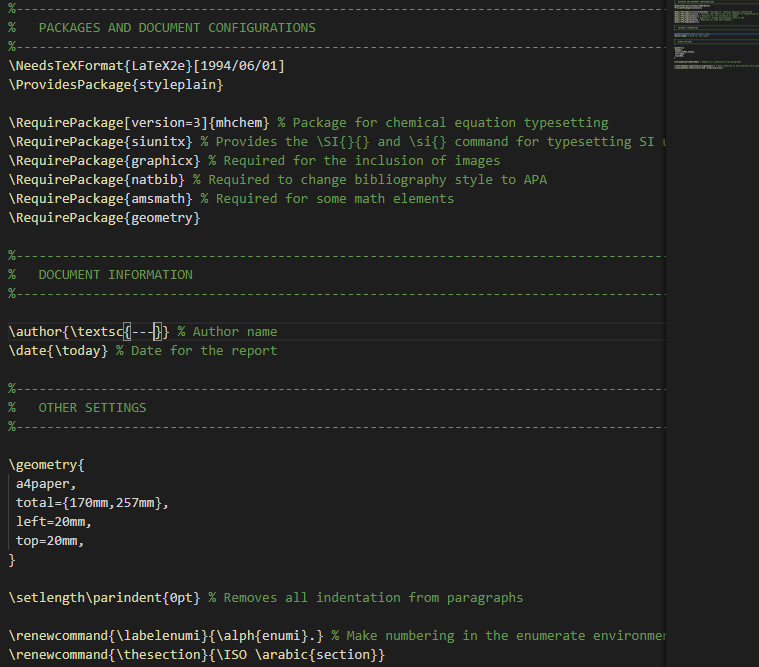 %-------------------------------------------------------------------------------------
%   PACKAGES AND DOCUMENT CONFIGURATIONS
%-------------------------------------------------------------------------------------
\NeedsTeXFormat{LaTeX2e}[1994/06/01]
\ProvidesPackage{styleplain}
\RequirePackage[version=3]{mhchem} % Package for chemical equation typesetting
\RequirePackage{siunitx} % Provides the \SI{}{} and \si{} command for typesetting SI
\RequirePackage{graphicx} % Required for the inclusion of images
\RequirePackage{natbib} % Required to change bibliography style to APA
\RequirePackage{amsmath} % Required for some math elements
\RequirePackage{geometry}
%-------------------------------------------------------------------------------------
%   DOCUMENT INFORMATION
%-------------------------------------------------------------------------------------
\author{\textsc{---}} % Author name
\date{\today} % Date for the report
%-------------------------------------------------------------------------------------
%   OTHER SETTINGS
%-------------------------------------------------------------------------------------
\geometry{
 a4paper,
 total={170mm,257mm},
 left=20mm,
 top=20mm,
}
\setlength\parindent{0pt} % Removes all indentation from paragraphs
\renewcommand{\labelenumi}{\alph{enumi}.} % Make numbering in the enumerate environme
\renewcommand{\thesection}{\ISO \arabic{section}}